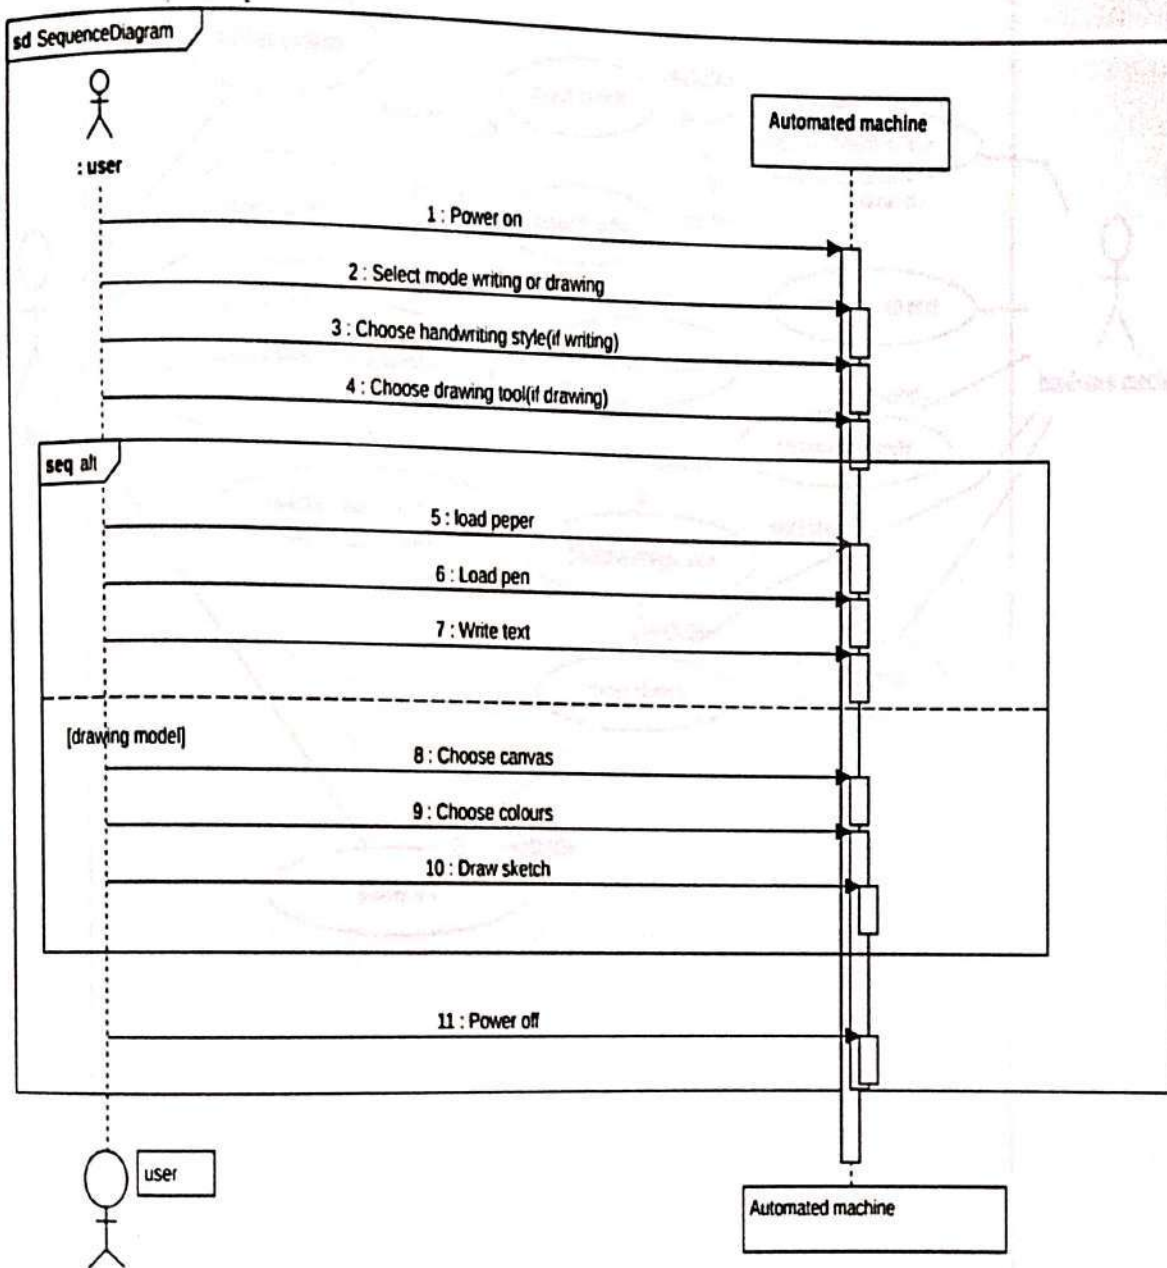 sd SequenceDiagram
: user
Automated machine
1 : Power on
2 : Select mode writing or drawing
3 : Choose handwriting style(if writing)
4 : Choose drawing tool(if drawing)
seq alt
5 : load peper
6 : Load pen
7 : Write text
[drawing model]
8 : Choose canvas
9 : Choose colours
10 : Draw sketch
11 : Power off
user
Automated machine